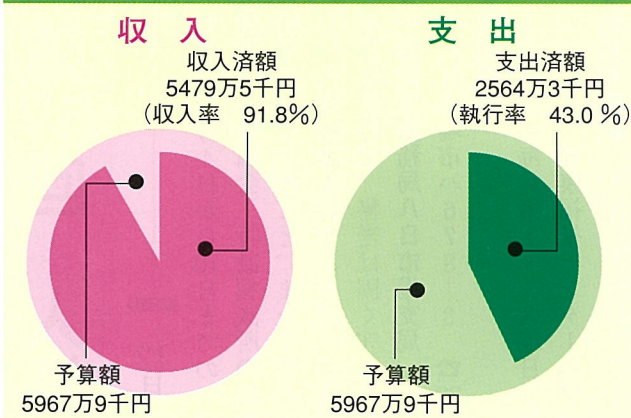 収　入
収入済額
5479万5千円
（収入率　91.8％）
予算額
5967万9千円
支　出
支出済額
2564万3千円
（執行率　43.0 ％）
予算額
5967万9千円